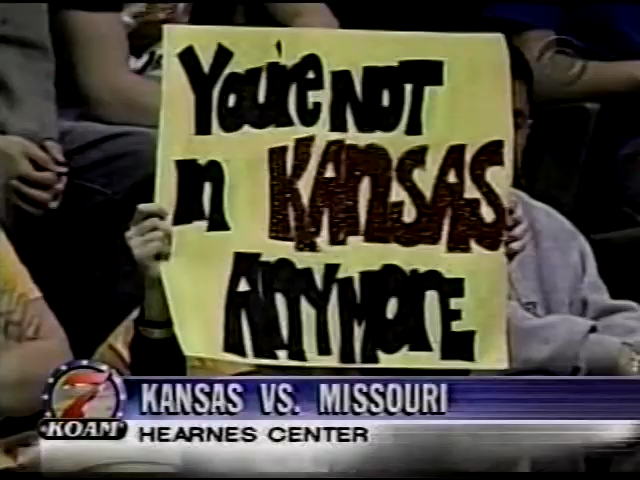 You're NOT
in KANSAS
ANYMORE
7
KOAM
KANSAS VS. MISSOURI
HEARNES CENTER